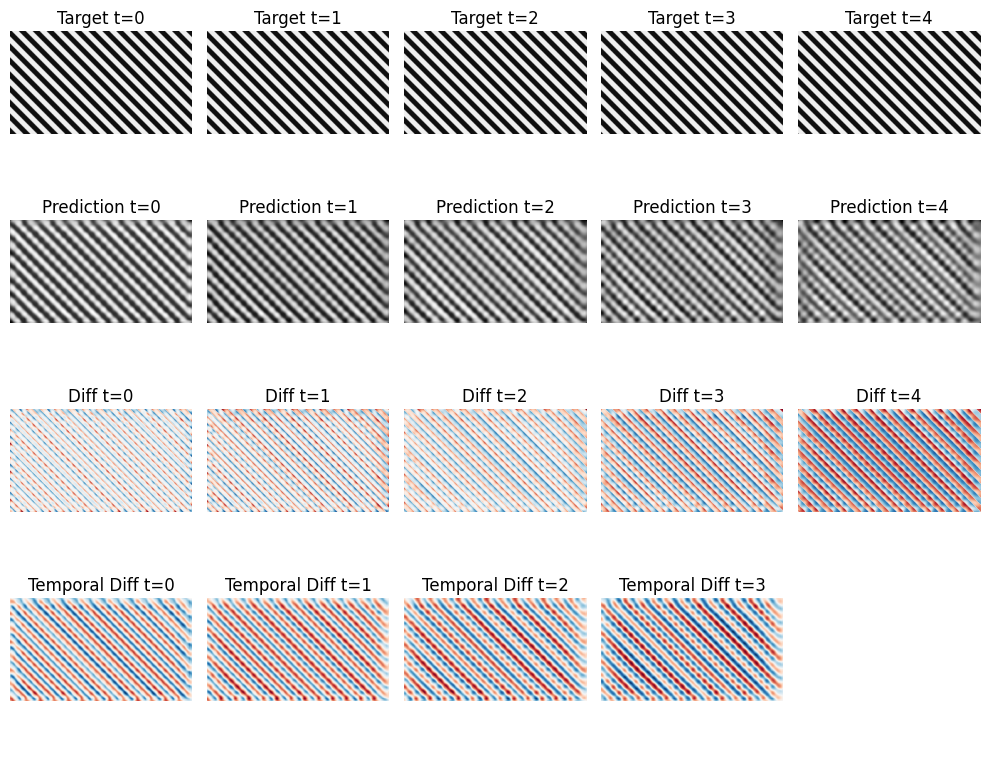 Target t=0 Target t=1 Target t=2 Target t=3 Target t=4
Prediction t=0 Prediction t=1 Prediction t=2 Prediction t=3 Prediction t=4
Diff t=0 Diff t=1 Diff t=2 Diff t=3 Diff t=4
Temporal Diff t=0 Temporal Diff t=1 Temporal Diff t=2 Temporal Diff t=3